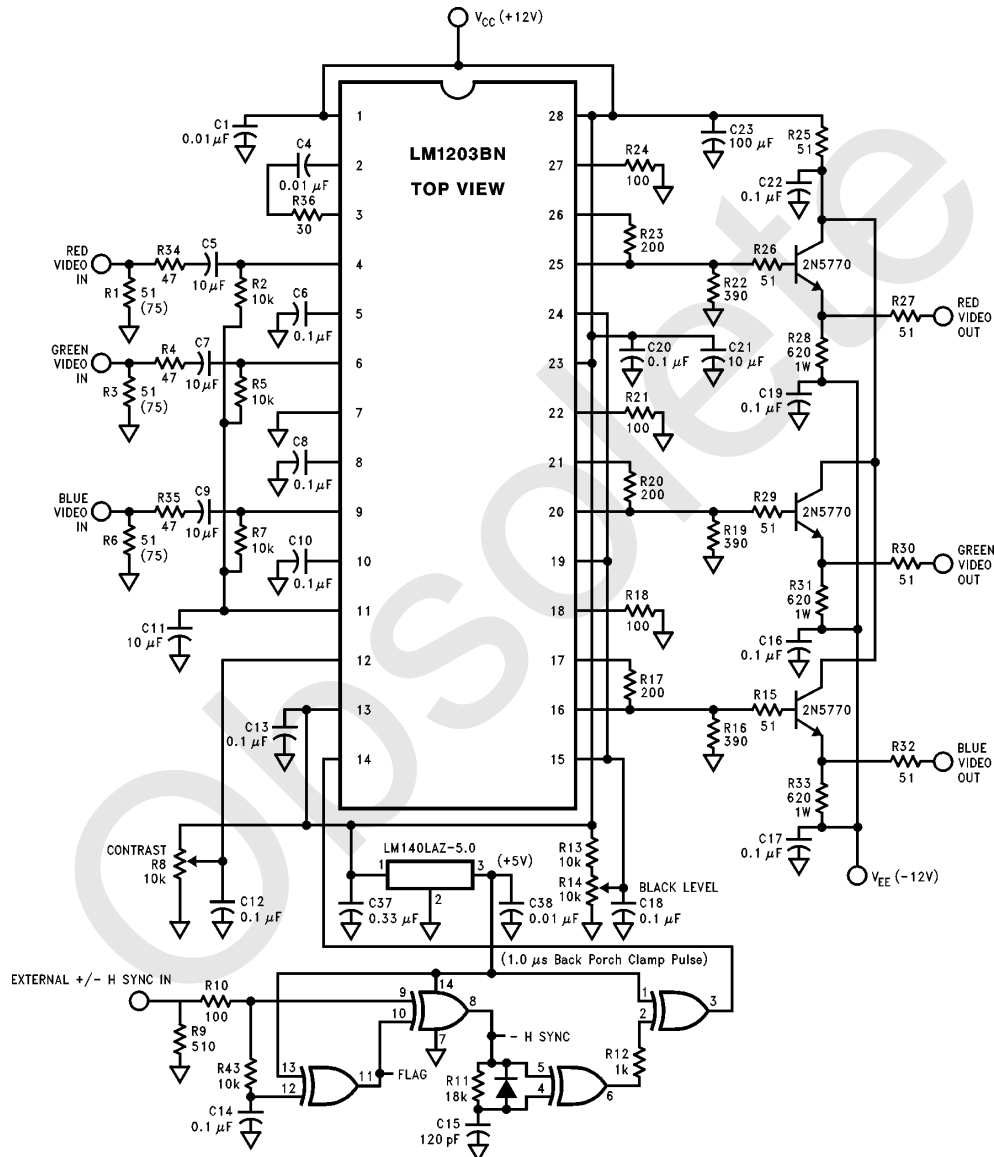 V_CC (+12V)
1
28
C1
0.01 μF
C4
0.01 μF
R36
30
2
3
LM1203BN
TOP VIEW
27
26
R24
100
C23
100 μF
R25
51
C22
0.1 μF
R23
200
RED
VIDEO
IN
R34
47
C5
10 μF
R1
51
(75)
R2
10k
4
25
R22
390
R26
51
2N5770
R27
51
RED
VIDEO
OUT
C6
0.1 μF
5
24
GREEN
VIDEO
IN
R4
47
C7
10 μF
R3
51
(75)
R5
10k
6
23
C20
0.1 μF
C21
10 μF
R28
620
1W
C19
0.1 μF
7
22
R21
100
C8
0.1 μF
8
21
R20
200
BLUE
VIDEO
IN
R35
47
C9
10 μF
R6
51
(75)
R7
10k
9
20
R19
390
R29
51
2N5770
R30
51
GREEN
VIDEO
OUT
C10
0.1 μF
10
19
C11
10 μF
11
18
R18
100
R31
620
1W
C16
0.1 μF
12
17
R17
200
C13
0.1 μF
13
16
R16
390
R15
51
2N5770
R32
51
BLUE
VIDEO
OUT
14
15
R33
620
1W
C17
0.1 μF
V_EE (-12V)
CONTRAST
R8
10k
C12
0.1 μF
LM140LAZ-5.0
1
3
2
(+5V)
C37
0.33 μF
C38
0.01 μF
R13
10k
R14
10k
BLACK LEVEL
C18
0.1 μF
(1.0 μs Back Porch Clamp Pulse)
EXTERNAL +/- H SYNC IN
R10
100
R9
510
R43
10k
C14
0.1 μF
13
12
11
FLAG
9
10
14
7
8
- H SYNC
R11
18k
C15
120 pF
5
4
6
R12
1k
1
2
3
Obsolete